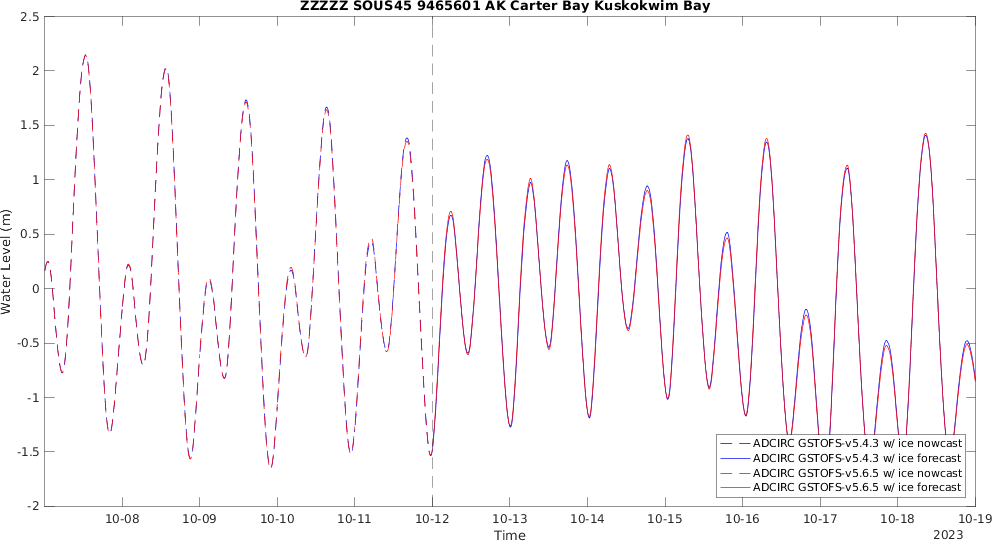 ZZZZZ SOUS45 9465601 AK Carter Bay Kuskokwim Bay
Water Level (m)
2.5
2
1.5
1
0.5
0
-0.5
-1
-1.5
-2
ADCIRC GSTOFS-v5.4.3 w/ ice nowcast
ADCIRC GSTOFS-v5.4.3 w/ ice forecast
ADCIRC GSTOFS-v5.6.5 w/ ice nowcast
ADCIRC GSTOFS-v5.6.5 w/ ice forecast
10-08 10-09 10-10 10-11 10-12 10-13 10-14 10-15 10-16 10-17 10-18 10-19
Time
2023